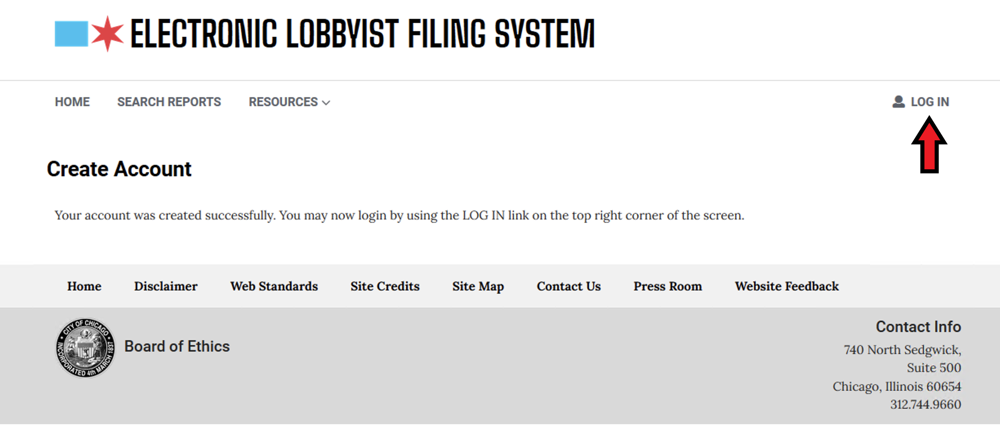 ELECTRONIC LOBBYIST FILING SYSTEM
HOME SEARCH REPORTS RESOURCES LOG IN
Create Account
Your account was created successfully. You may now login by using the LOG IN link on the top right corner of the screen.
Home Disclaimer Web Standards Site Credits Site Map Contact Us Press Room Website Feedback
CITY OF CHICAGO
INCORPORATED 4th MARCH 1837
Board of Ethics
Contact Info
740 North Sedgwick,
Suite 500
Chicago, Illinois 60654
312.744.9660